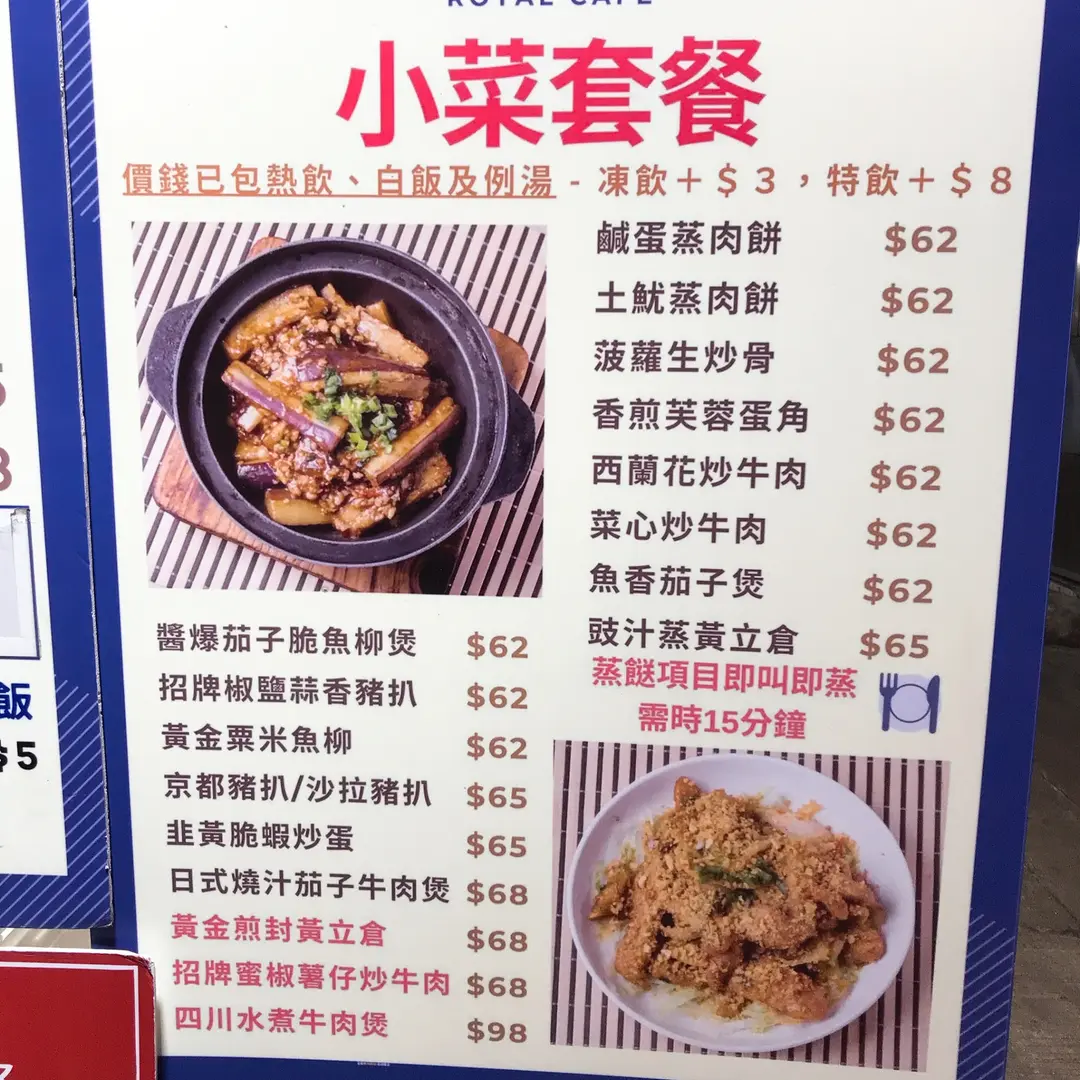 ROYAL CAFE
小菜套餐
價錢已包熱飲、白飯及例湯 - 凍飲＋＄３，特飲＋＄８
鹹蛋蒸肉餅 $62
土魷蒸肉餅 $62
菠蘿生炒骨 $62
香煎芙蓉蛋角 $62
西蘭花炒牛肉 $62
菜心炒牛肉 $62
魚香茄子煲 $62
豉汁蒸黃立倉 $65
蒸餸項目即叫即蒸
需時15分鐘
醬爆茄子脆魚柳煲 $62
招牌椒鹽蒜香豬扒 $62
黃金粟米魚柳 $62
京都豬扒/沙拉豬扒 $65
韭黃脆蝦炒蛋 $65
日式燒汁茄子牛肉煲 $68
黃金煎封黃立倉 $68
招牌蜜椒薯仔炒牛肉 $68
四川水煮牛肉煲 $98
飯
$5